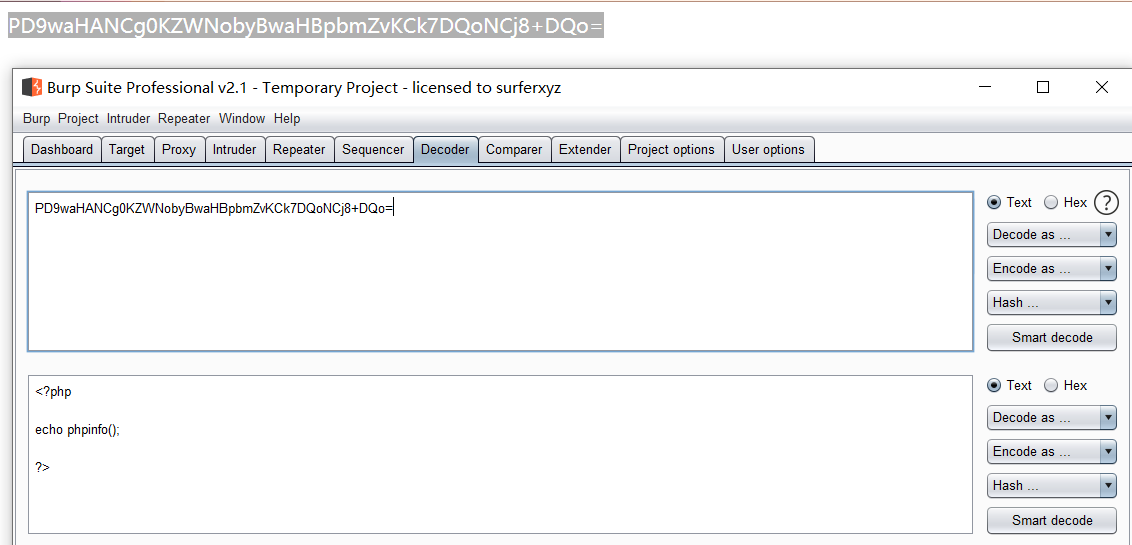 PD9waHANCg0KZWNobyBwaHBpbmZvKCk7DQoNCj8+DQo=
Burp Suite Professional v2.1 - Temporary Project - licensed to surferxyz
Burp Project Intruder Repeater Window Help
Dashboard Target Proxy Intruder Repeater Sequencer Decoder Comparer Extender Project options User options
PD9waHANCg0KZWNobyBwaHBpbmZvKCk7DQoNCj8+DQo=
Text Hex ?
Decode as ...
Encode as ...
Hash ...
Smart decode
<?php
echo phpinfo();
?>
Text Hex
Decode as ...
Encode as ...
Hash ...
Smart decode